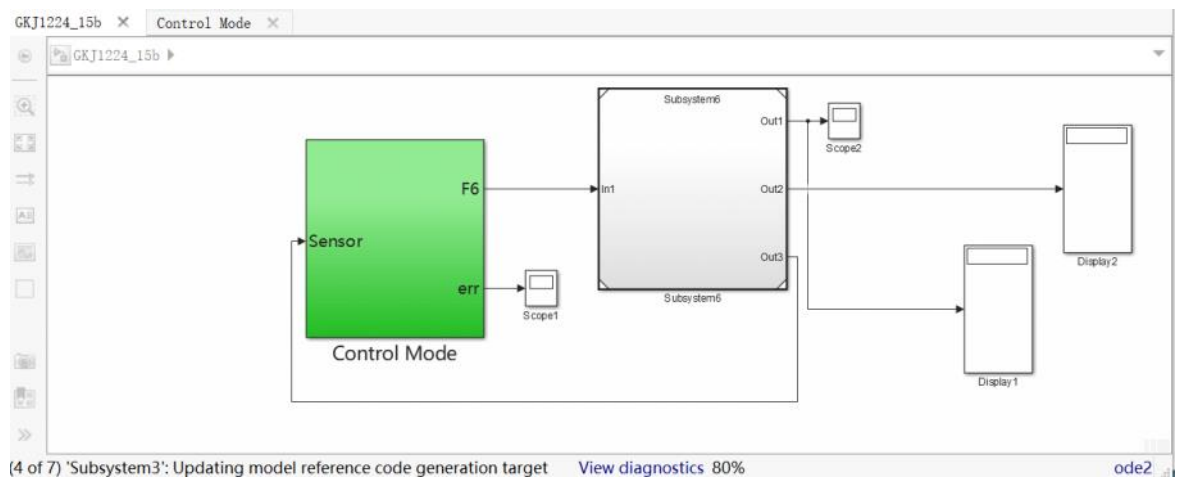 GKJ1224_15b × Control Mode ×
GKJ1224_15b
Subsystem6
Out1
Scope2
F6
In1
Out2
Sensor
Out3
Display2
err
Scope1
Subsystem6
Control Mode
Display1
(4 of 7) 'Subsystem3': Updating model reference code generation target View diagnostics 80% ode2